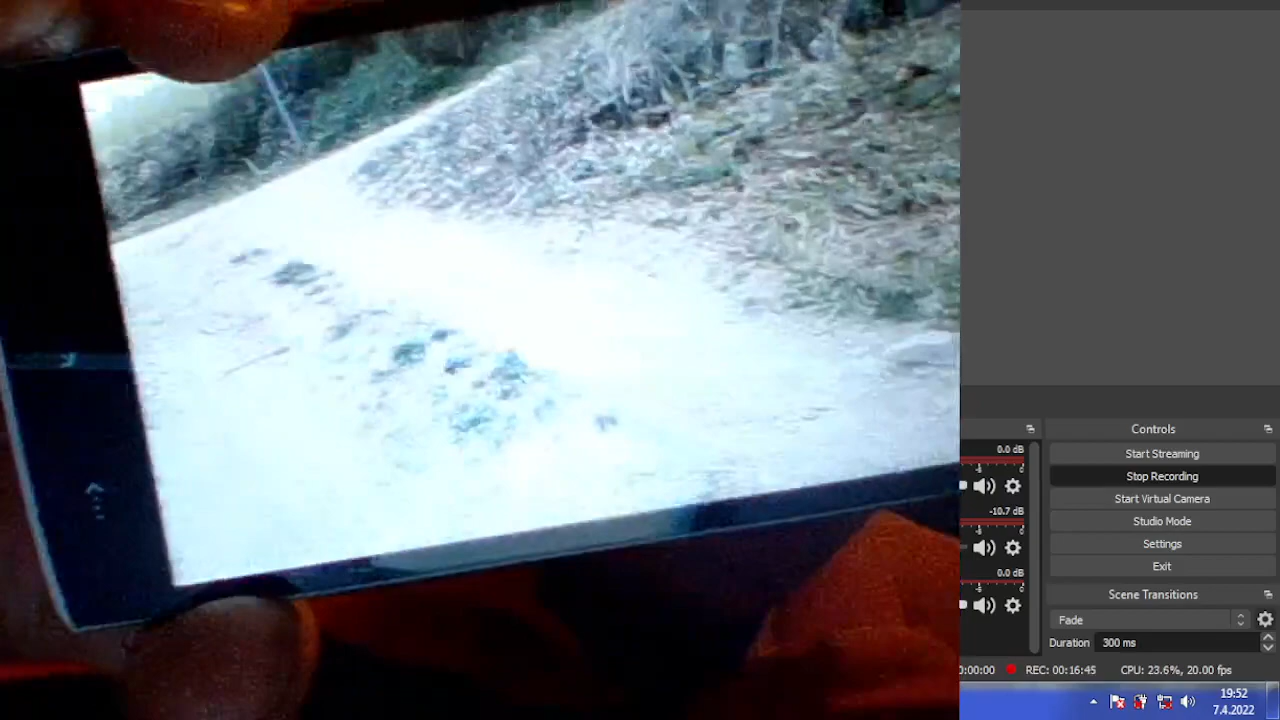 Controls
0.0 dB
Start Streaming
Stop Recording
Start Virtual Camera
-10.7 dB
Studio Mode
Settings
Exit
0.0 dB
Scene Transitions
Fade
Duration 300 ms
0:00:00 REC: 00:16:45 CPU: 23.6%, 20.00 fps
19:52
7.4.2022